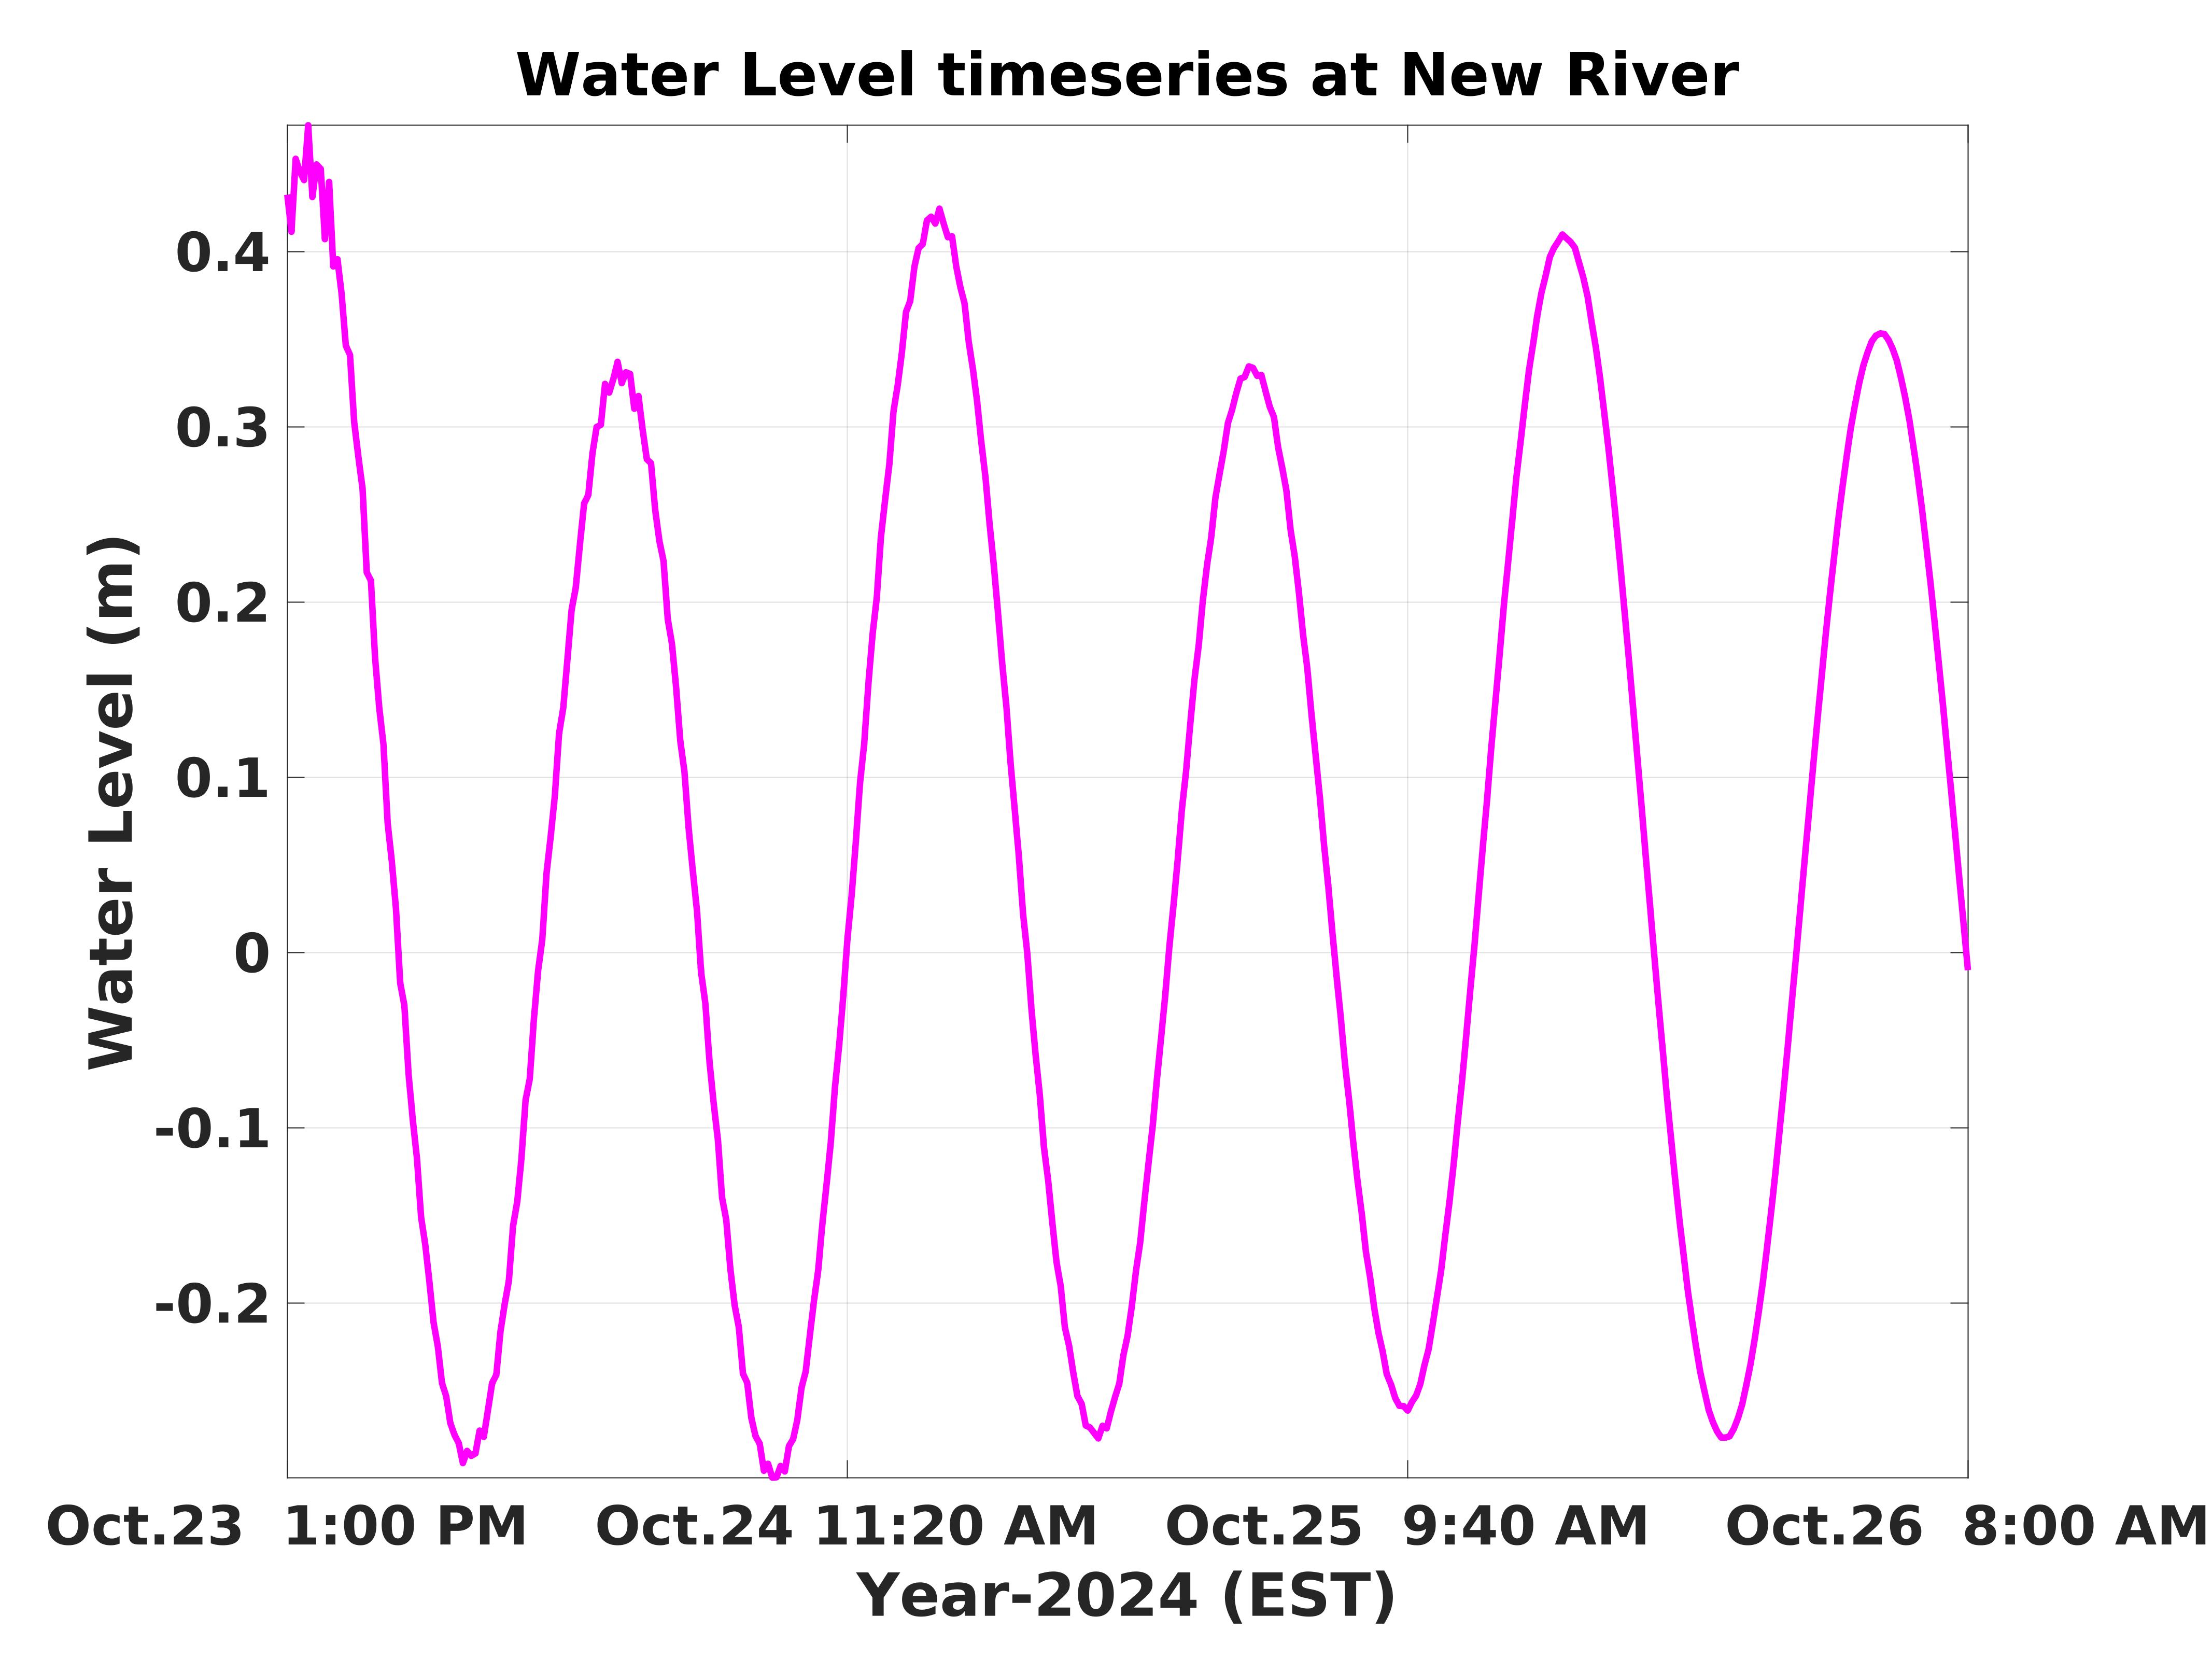 Water Level timeseries at New River
Water Level (m)
0.4
0.3
0.2
0.1
0
-0.1
-0.2
Oct.23 1:00 PM Oct.24 11:20 AM Oct.25 9:40 AM Oct.26 8:00 AM
Year-2024 (EST)